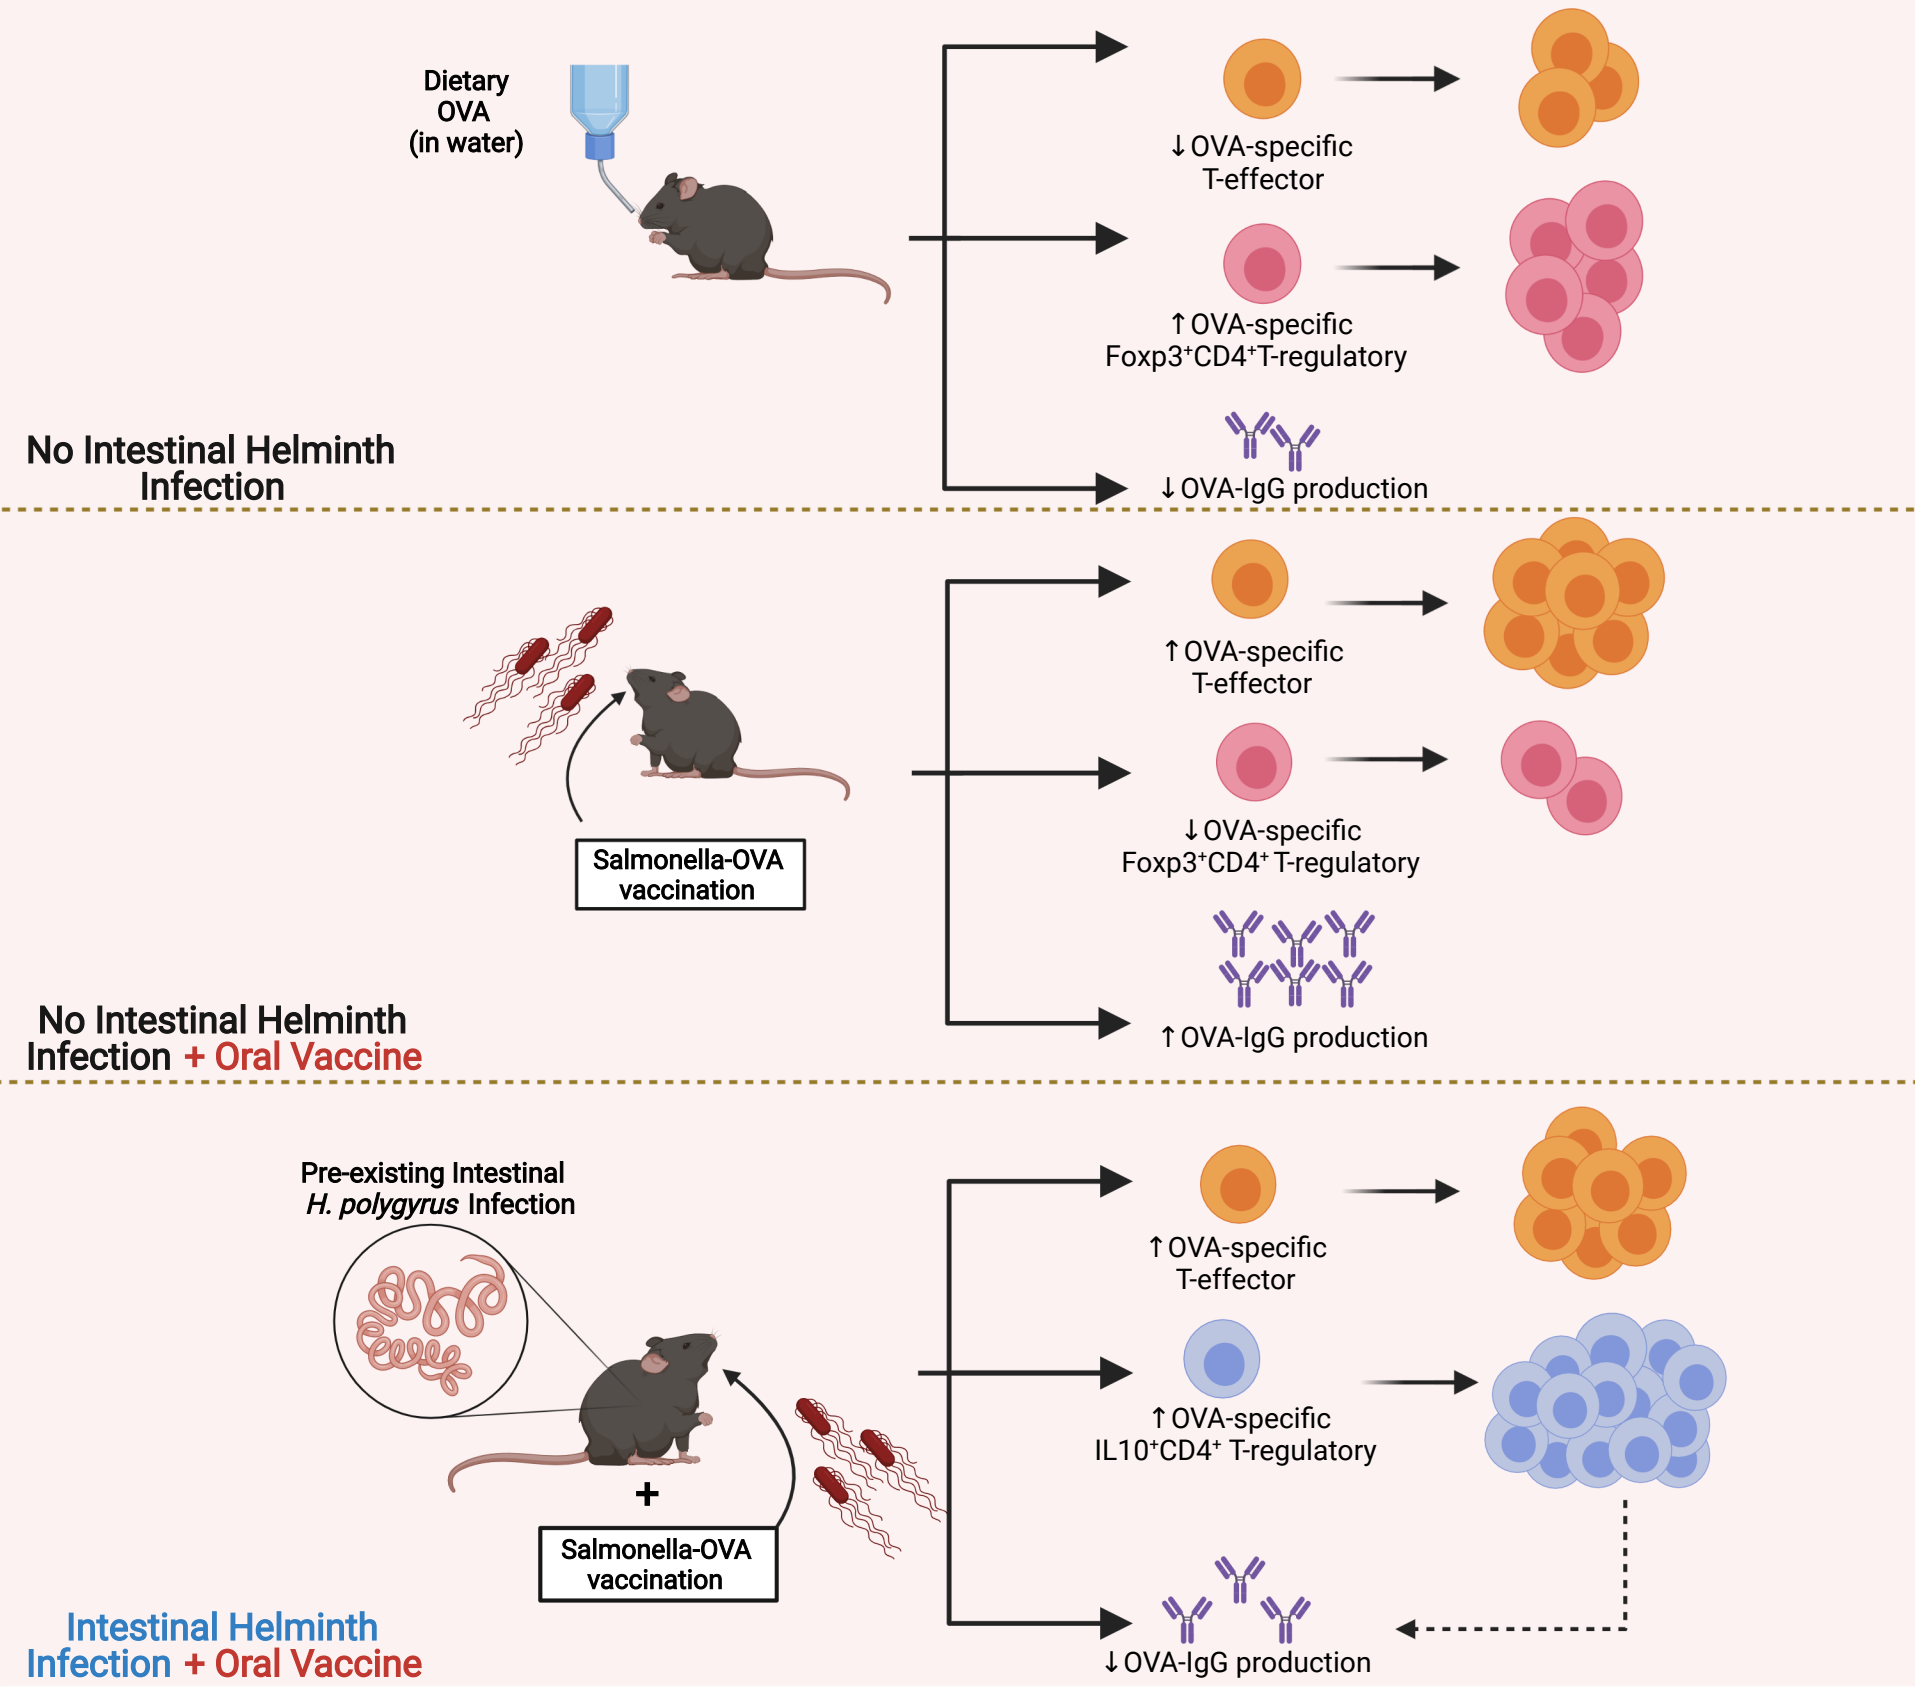 Dietary
OVA
(in water)
↓OVA-specific
T-effector
↑OVA-specific
Foxp3⁺CD4⁺T-regulatory
↓OVA-IgG production
No Intestinal Helminth
Infection
↑OVA-specific
T-effector
↓OVA-specific
Foxp3⁺CD4⁺ T-regulatory
↑OVA-IgG production
Salmonella-OVA
vaccination
No Intestinal Helminth
Infection + Oral Vaccine
Pre-existing Intestinal
H. polygyrus Infection
↑OVA-specific
T-effector
↑OVA-specific
IL10⁺CD4⁺ T-regulatory
↓OVA-IgG production
+
Salmonella-OVA
vaccination
Intestinal Helminth
Infection + Oral Vaccine